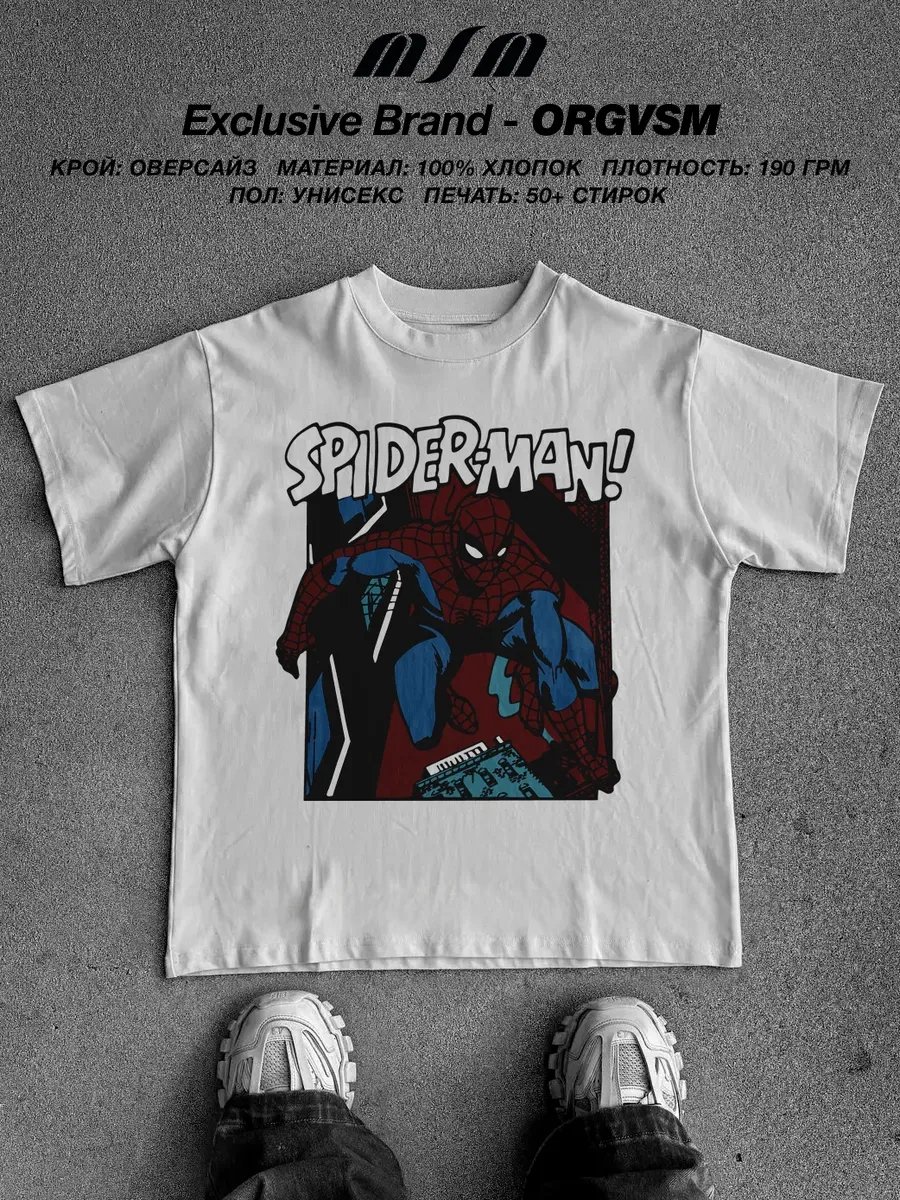 msm
Exclusive Brand - ORGVSM
КРОЙ: ОВЕРСАЙЗ МАТЕРИАЛ: 100% ХЛОПОК ПЛОТНОСТЬ: 190 ГРМ
ПОЛ: УНИСЕКС ПЕЧАТЬ: 50+ СТИРОК
SPIDER-MAN!